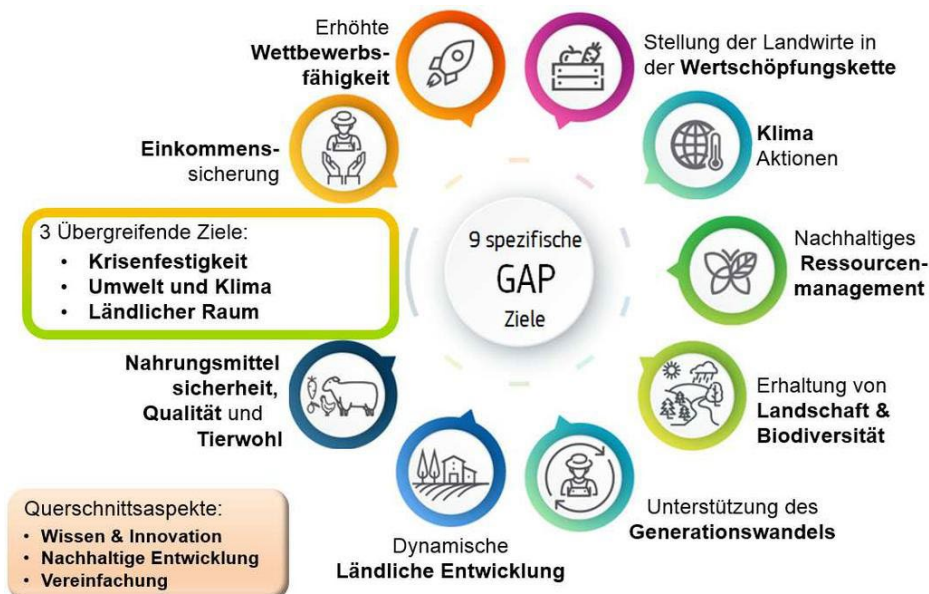 Erhöhte
Wettbewerbs-
fähigkeit
Stellung der Landwirte in
der Wertschöpfungskette
Einkommens-
sicherung
Klima
Aktionen
3 Übergreifende Ziele:
• Krisenfestigkeit
• Umwelt und Klima
• Ländlicher Raum
9 spezifische
GAP
Ziele
Nachhaltiges
Ressourcen-
management
Nahrungsmittel
sicherheit,
Qualität und
Tierwohl
Erhaltung von
Landschaft &
Biodiversität
Dynamische
Ländliche Entwicklung
Unterstützung des
Generationswandels
Querschnittsaspekte:
• Wissen & Innovation
• Nachhaltige Entwicklung
• Vereinfachung